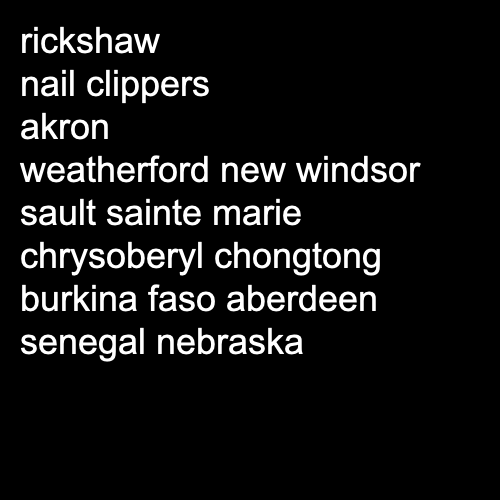 rickshaw
nail clippers
akron
weatherford new windsor
sault sainte marie
chrysoberyl chongtong
burkina faso aberdeen
senegal nebraska